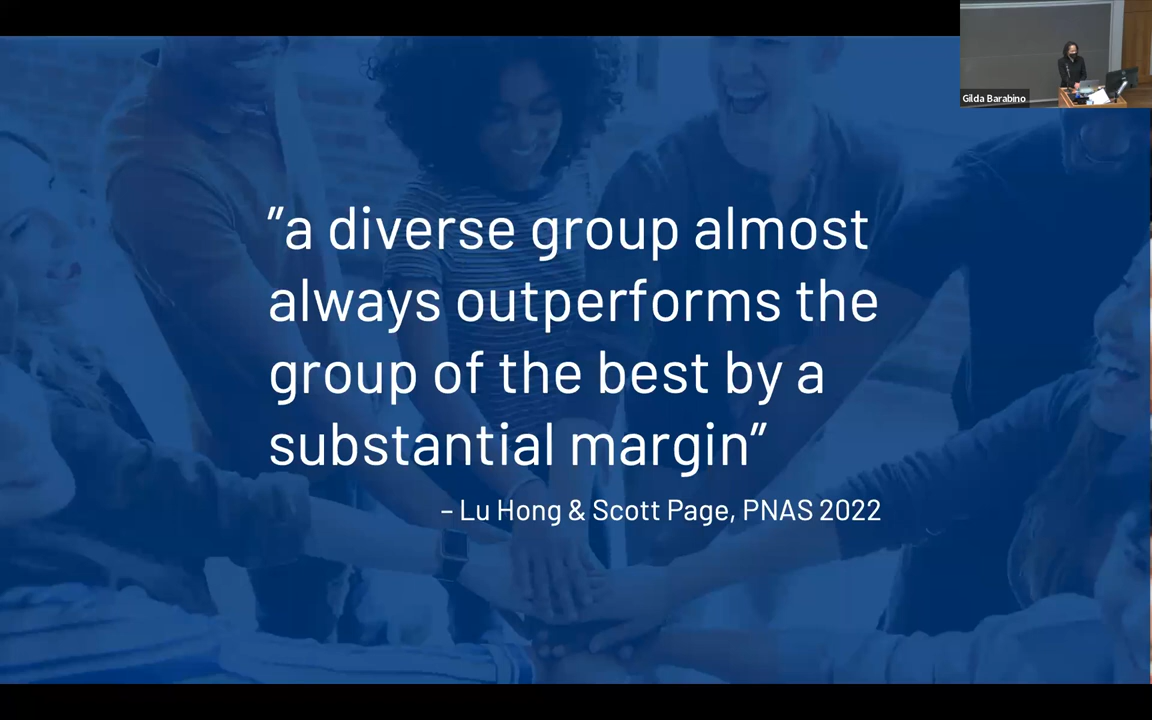 Gilda Barabino
"a diverse group almost
always outperforms the
group of the best by a
substantial margin"
– Lu Hong & Scott Page, PNAS 2022